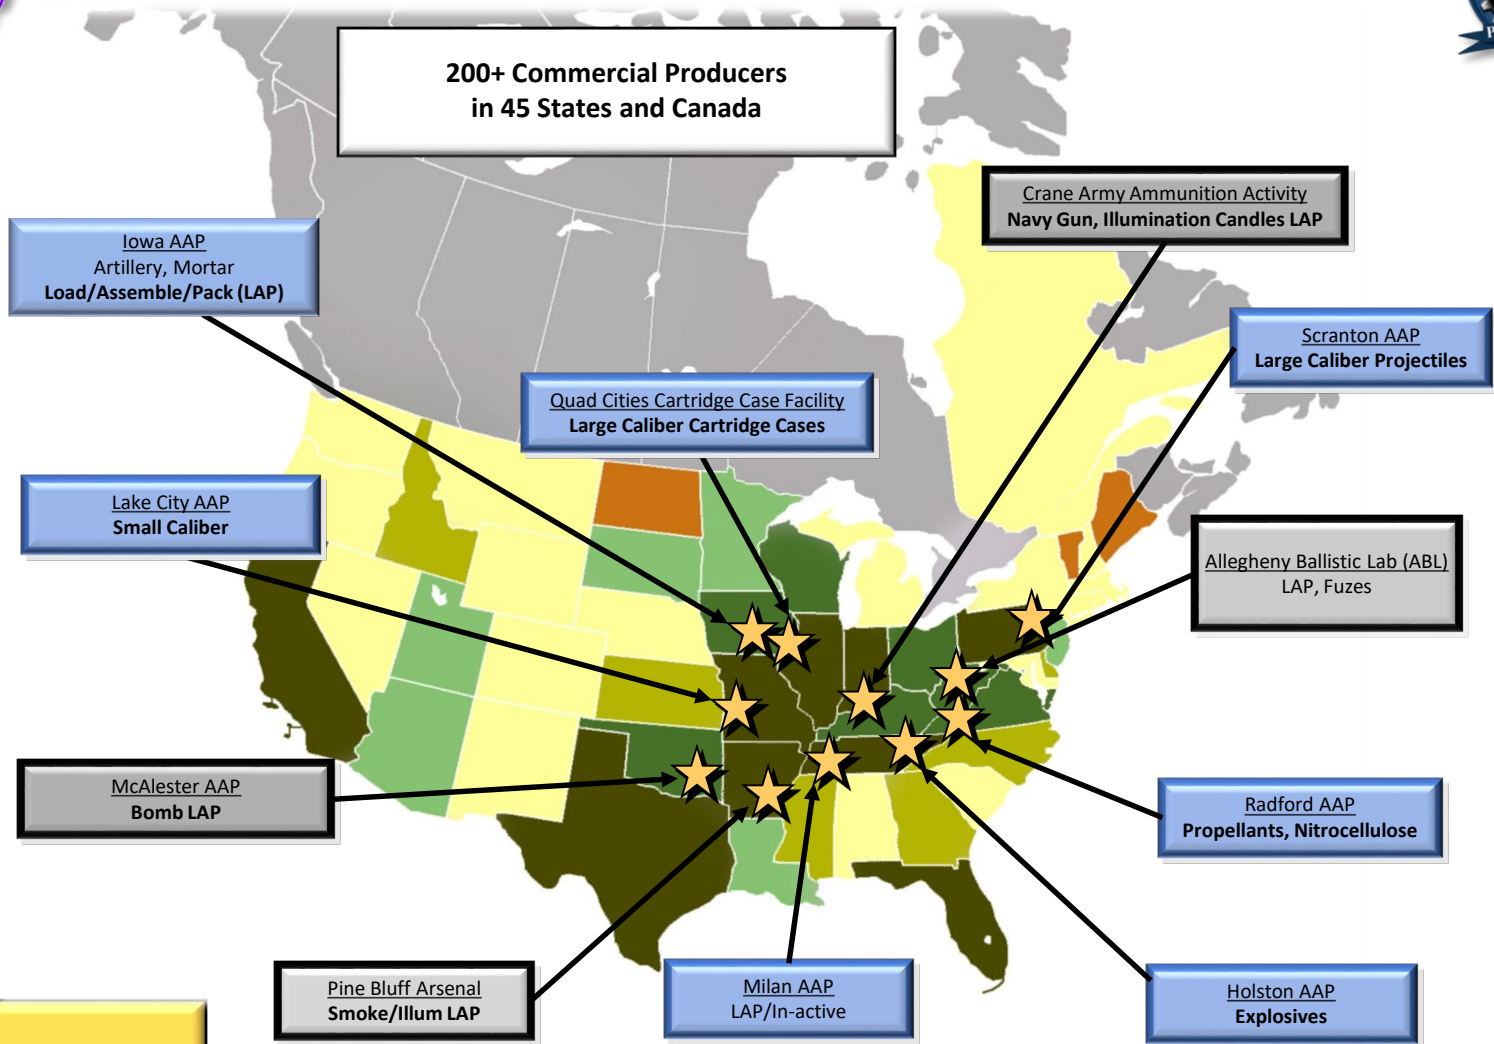 200+ Commercial Producers
in 45 States and Canada
Crane Army Ammunition Activity
Navy Gun, Illumination Candles LAP
Iowa AAP
Artillery, Mortar
Load/Assemble/Pack (LAP)
Scranton AAP
Large Caliber Projectiles
Quad Cities Cartridge Case Facility
Large Caliber Cartridge Cases
Lake City AAP
Small Caliber
Allegheny Ballistic Lab (ABL)
LAP, Fuzes
McAlester AAP
Bomb LAP
Radford AAP
Propellants, Nitrocellulose
Pine Bluff Arsenal
Smoke/Illum LAP
Milan AAP
LAP/In-active
Holston AAP
Explosives